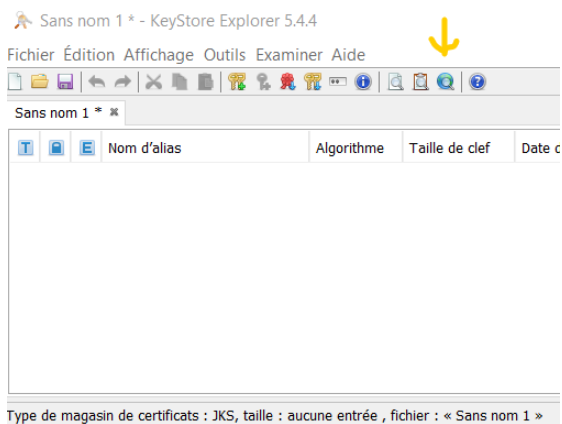 Sans nom 1 * - KeyStore Explorer 5.4.4
Fichier Édition Affichage Outils Examiner Aide
Sans nom 1 *
T E Nom d’alias Algorithme Taille de clef Date d
Type de magasin de certificats : JKS, taille : aucune entrée , fichier : « Sans nom 1 »